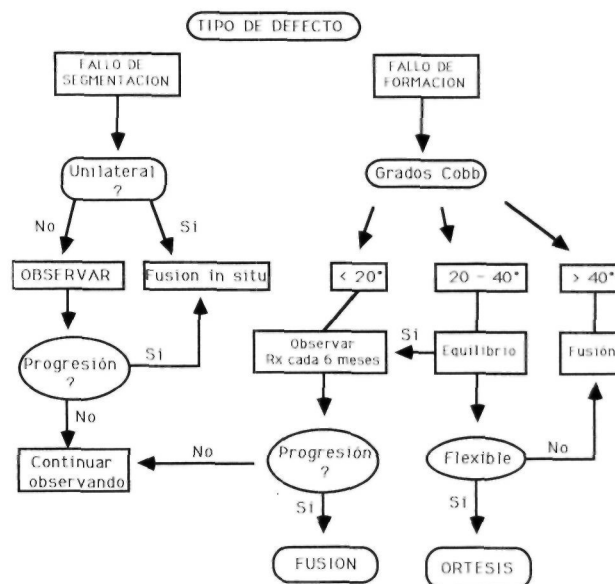 TIPO DE DEFECTO
FALLO DE
SEGMENTACION
FALLO DE
FORMACION
Unilateral
?
Grados Cobb
No
Si
OBSERVAR
Fusion in situ
< 20°
20 - 40°
> 40°
Progresión
?
Si
Observar
Rx cada 6 meses
Si
Equilibrio
Fusión
No
Continuar
observando
No
Progresión
?
Flexible
No
Si
Si
FUSION
ORTESIS